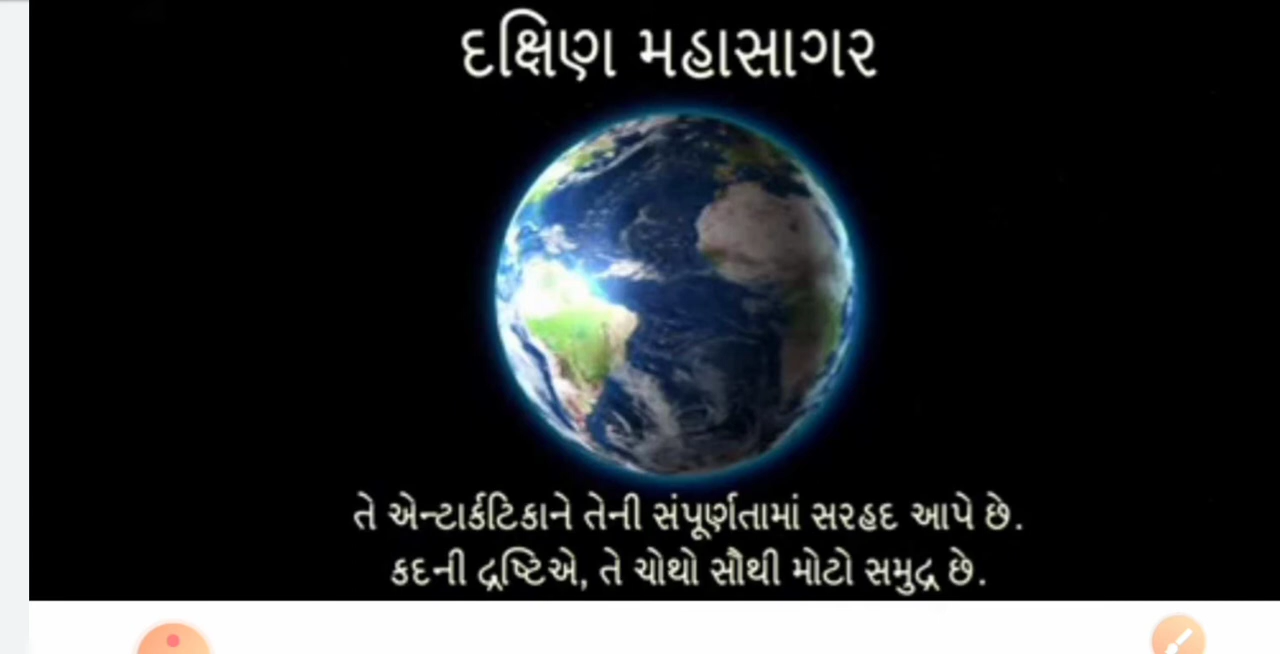 દક્ષિણ મહાસાગર
તે એન્ટાર્કટિકાને તેની સંપૂર્ણતામાં સરહદ આપે છે.
કદની દ્રષ્ટિએ, તે ચોથો સૌથી મોટો સમુદ્ર છે.